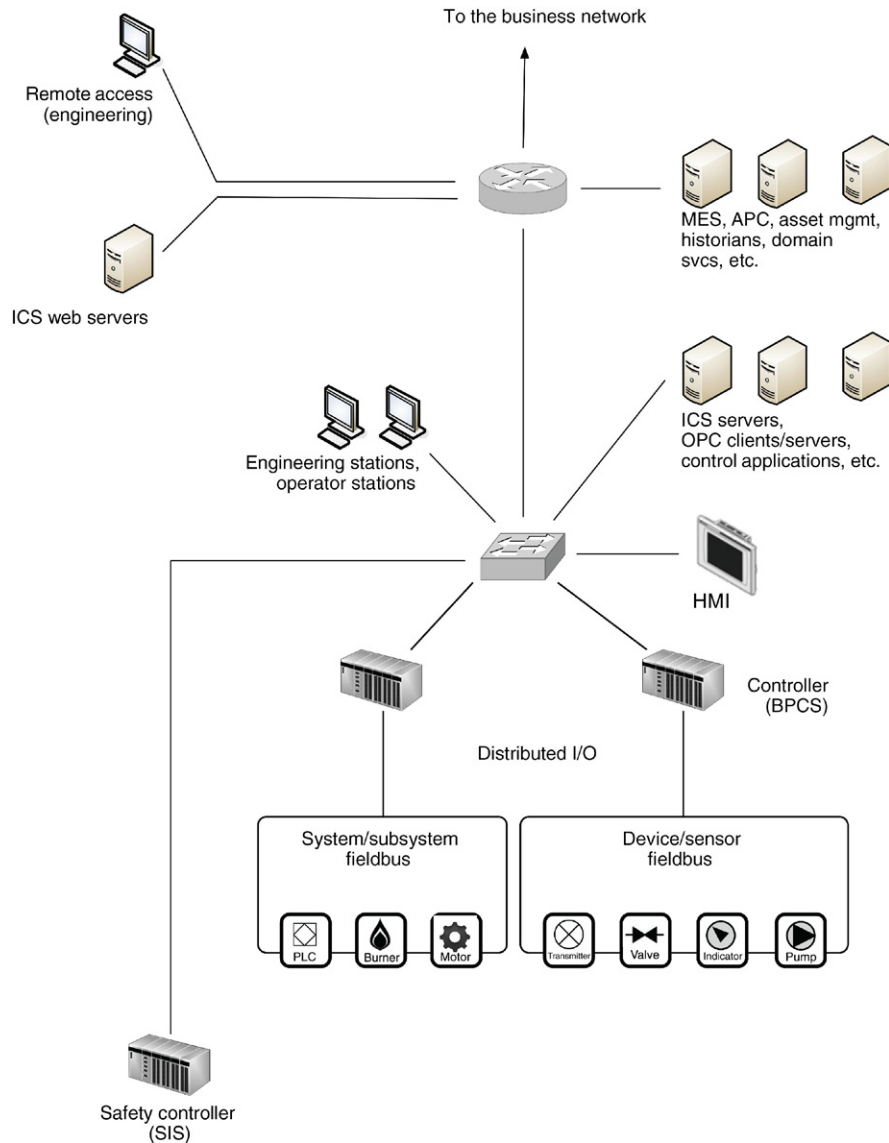 To the business network
Remote access
(engineering)
MES, APC, asset mgmt,
historians, domain
svcs, etc.
ICS web servers
ICS servers,
OPC clients/servers,
control applications, etc.
Engineering stations,
operator stations
HMI
Controller
(BPCS)
Distributed I/O
System/subsystem
fieldbus
Device/sensor
fieldbus
PLC
Burner
Motor
Transmitter
Valve
Indicator
Pump
Safety controller
(SIS)